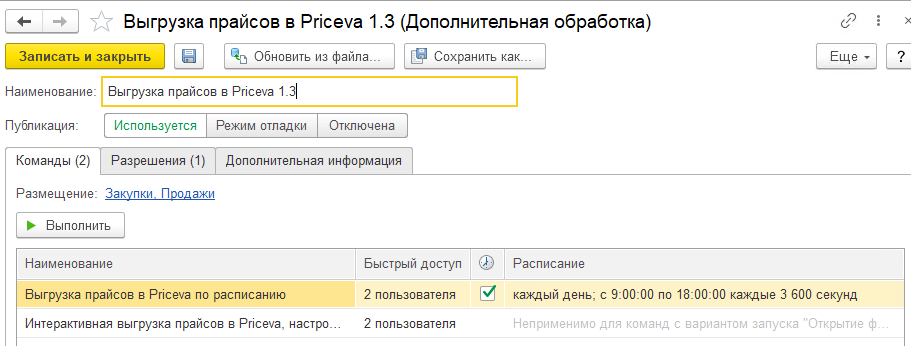 Выгрузка прайсов в Priceva 1.3 (Дополнительная обработка)
Записать и закрыть Обновить из файла... Сохранить как... Еще ?
Наименование: Выгрузка прайсов в Priceva 1.3
Публикация: Используется Режим отладки Отключена
Команды (2) Разрешения (1) Дополнительная информация
Размещение: Закупки, Продажи
Выполнить
Наименование Быстрый доступ Расписание
Выгрузка прайсов в Priceva по расписанию 2 пользователя каждый день; с 9:00:00 по 18:00:00 каждые 3 600 секунд
Интерактивная выгрузка прайсов в Priceva, настро... 2 пользователя Неприменимо для команд с вариантом запуска "Открытие ф...